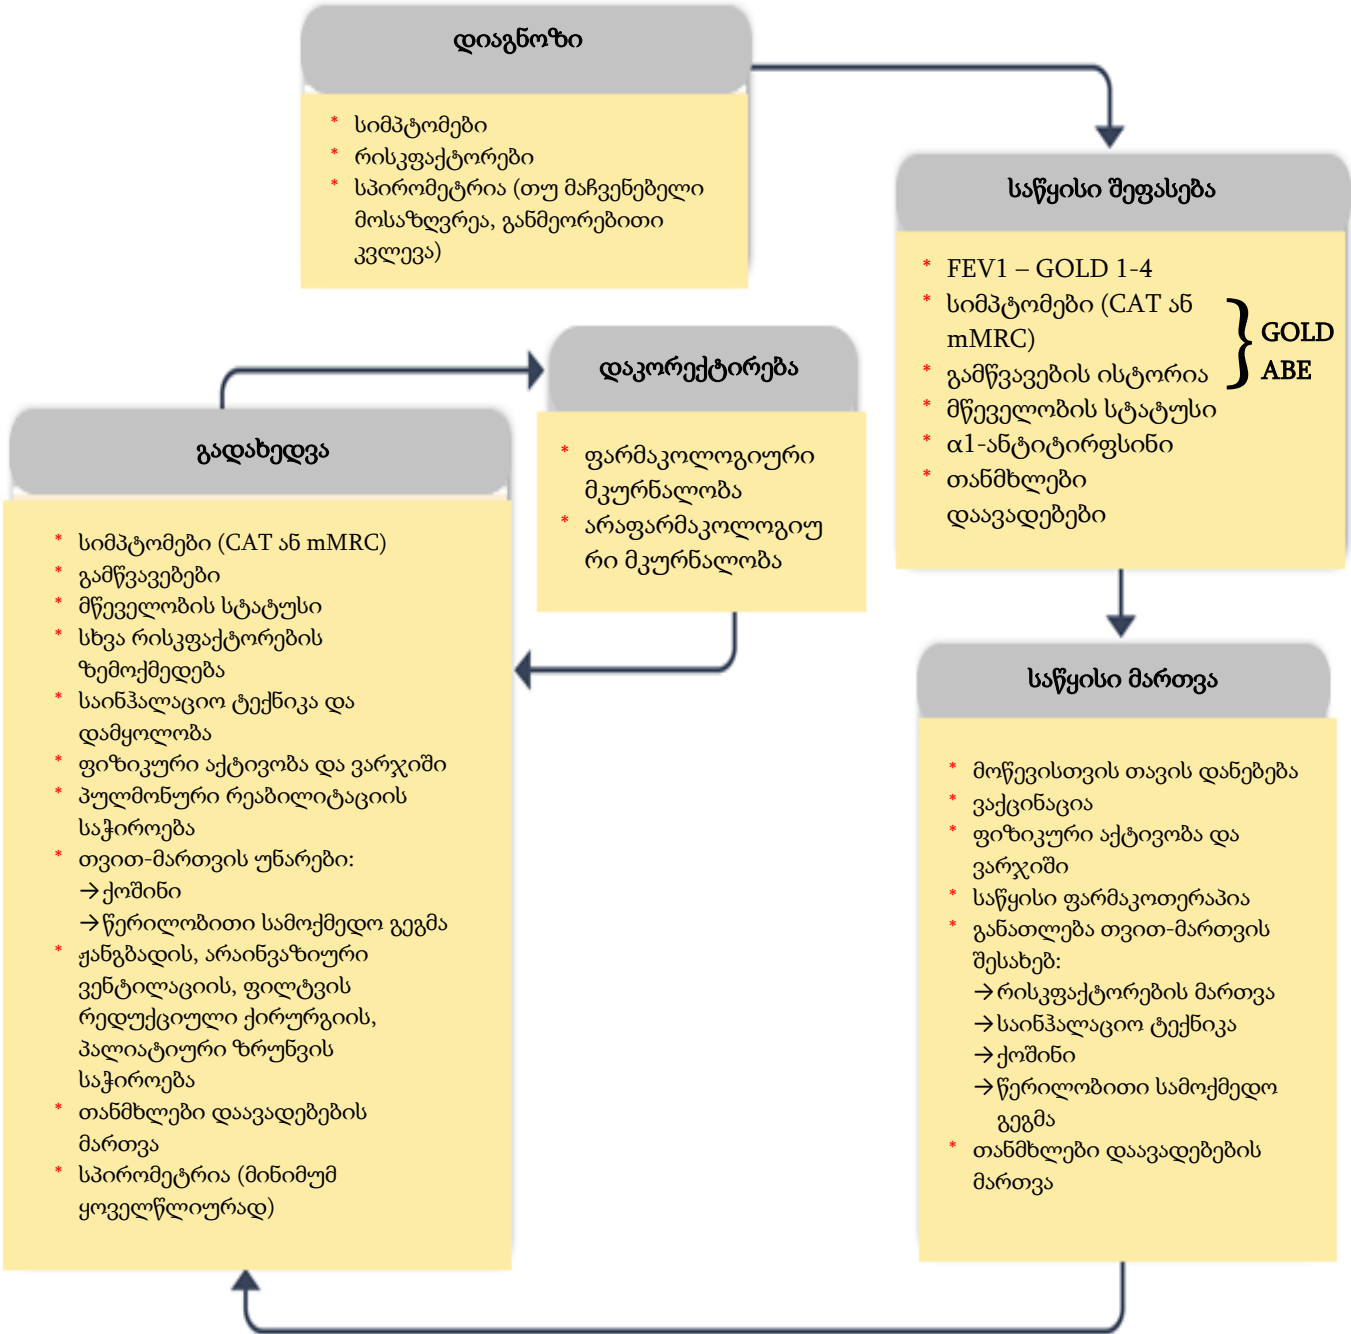 დიაგნოზი
* სიმპტომები
* რისკფაქტორები
* სპირომეტრია (თუ მაჩვენებელი
მოსაზღვრეა, განმეორებითი
კვლევა)
საწყისი შეფასება
* FEV1 – GOLD 1-4
* სიმპტომები (CAT ან
mMRC)
* გამწვავების ისტორია
} GOLD
ABE
* მწეველობის სტატუსი
* α1-ანტიტირფსინი
* თანმხლები
დაავადებები
დაკორექტირება
* ფარმაკოლოგიური
მკურნალობა
* არაფარმაკოლოგიუ
რი მკურნალობა
გადახედვა
* სიმპტომები (CAT ან mMRC)
* გამწვავებები
* მწეველობის სტატუსი
* სხვა რისკფაქტორების
ზემოქმედება
* საინჰალაციო ტექნიკა და
დამყოლობა
* ფიზიკური აქტივობა და ვარჯიში
* პულმონური რეაბილიტაციის
საჭიროება
* თვით-მართვის უნარები:
→ქოშინი
→წერილობითი სამოქმედო გეგმა
* ჟანგბადის, არაინვაზიური
ვენტილაციის, ფილტვის
რედუქციული ქირურგიის,
პალიატიური ზრუნვის
საჭიროება
* თანმხლები დაავადებების
მართვა
* სპირომეტრია (მინიმუმ
ყოველწლიურად)
საწყისი მართვა
* მოწევისთვის თავის დანებება
* ვაქცინაცია
* ფიზიკური აქტივობა და
ვარჯიში
* საწყისი ფარმაკოთერაპია
* განათლება თვით-მართვის
შესახებ:
→რისკფაქტორების მართვა
→საინჰალაციო ტექნიკა
→ქოშინი
→წერილობითი სამოქმედო
გეგმა
* თანმხლები დაავადებების
მართვა